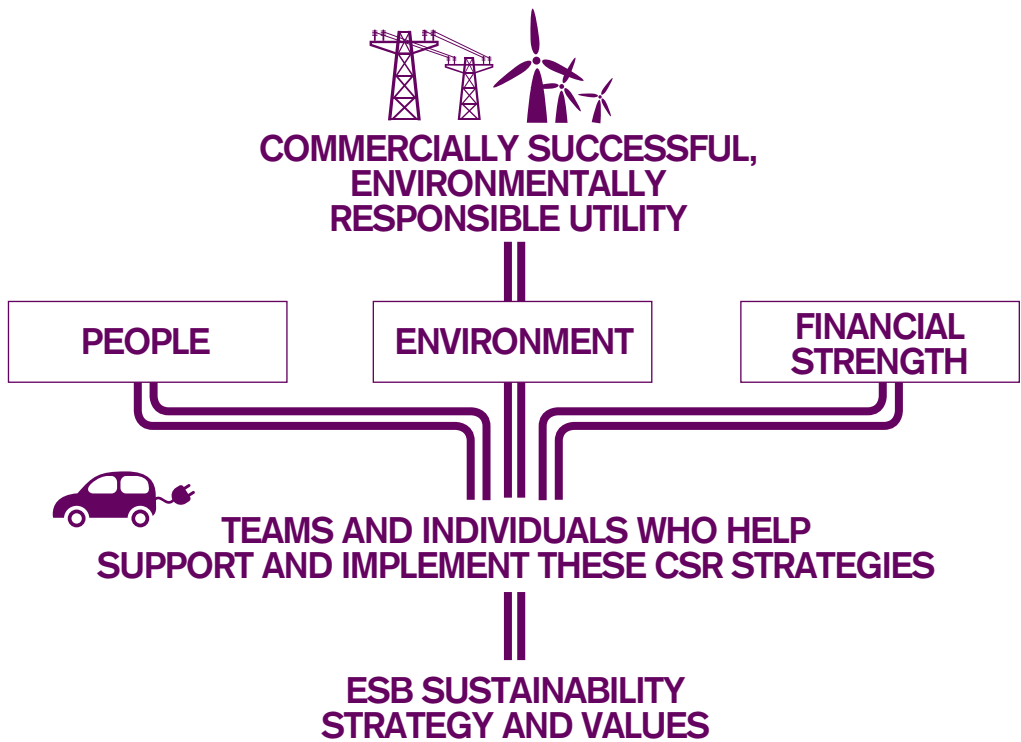 COMMERCIALLY SUCCESSFUL,
ENVIRONMENTALLY
RESPONSIBLE UTILITY
PEOPLE
ENVIRONMENT
FINANCIAL
STRENGTH
TEAMS AND INDIVIDUALS WHO HELP
SUPPORT AND IMPLEMENT THESE CSR STRATEGIES
ESB SUSTAINABILITY
STRATEGY AND VALUES